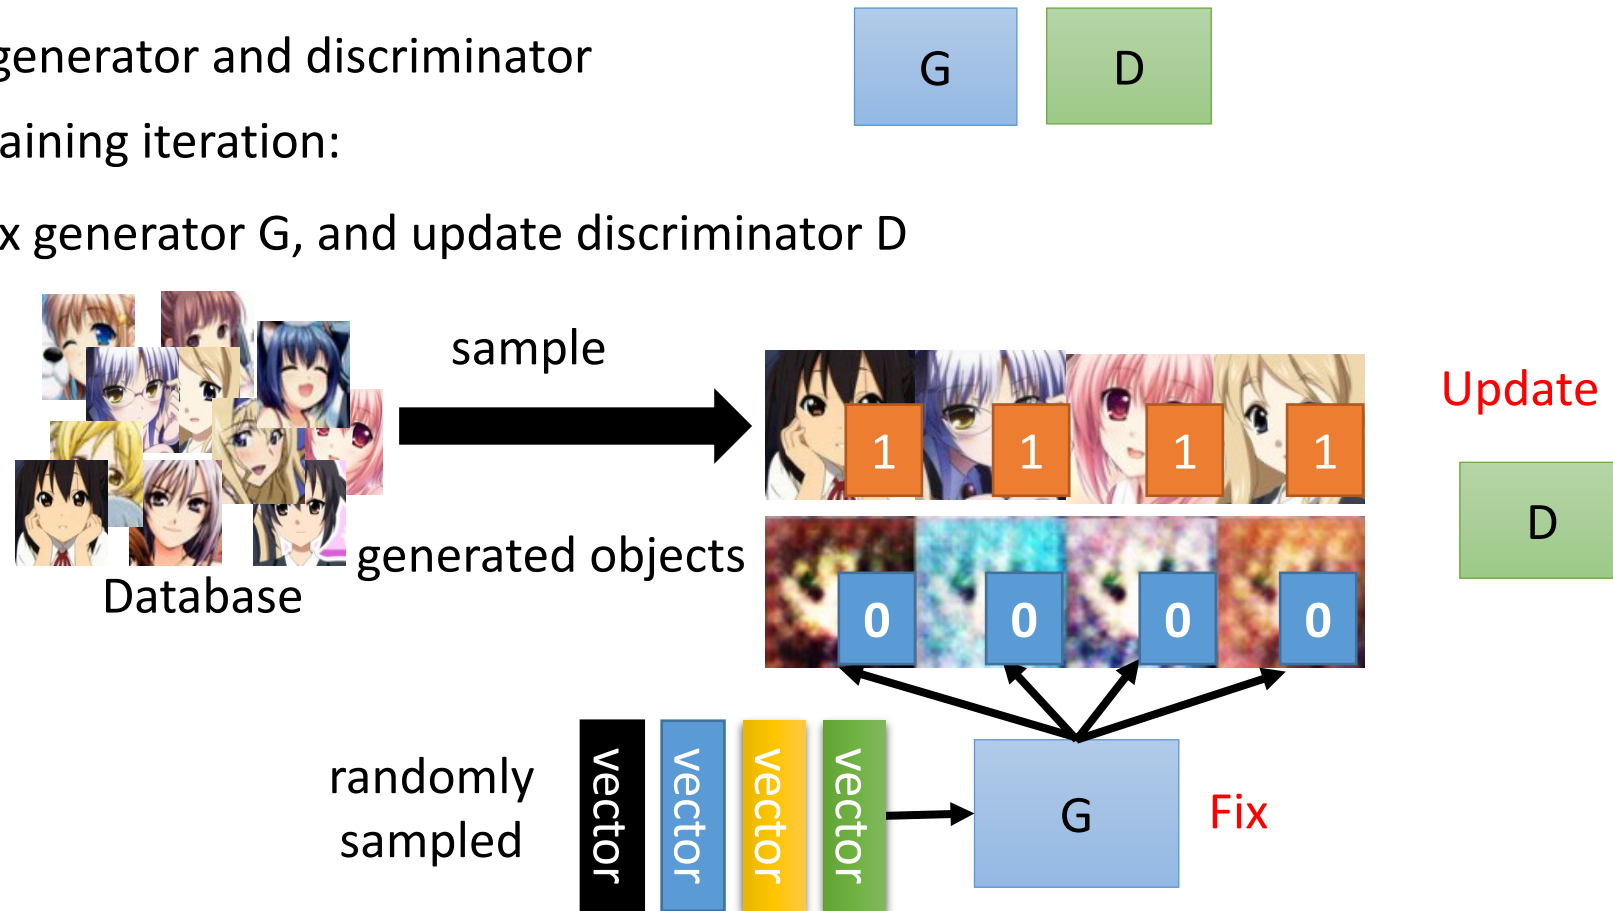 generator and discriminator
G D
aining iteration:
x generator G, and update discriminator D
sample
Update
1 1 1 1
D
generated objects
Database
0 0 0 0
randomly
sampled
vector vector vector vector
G
Fix